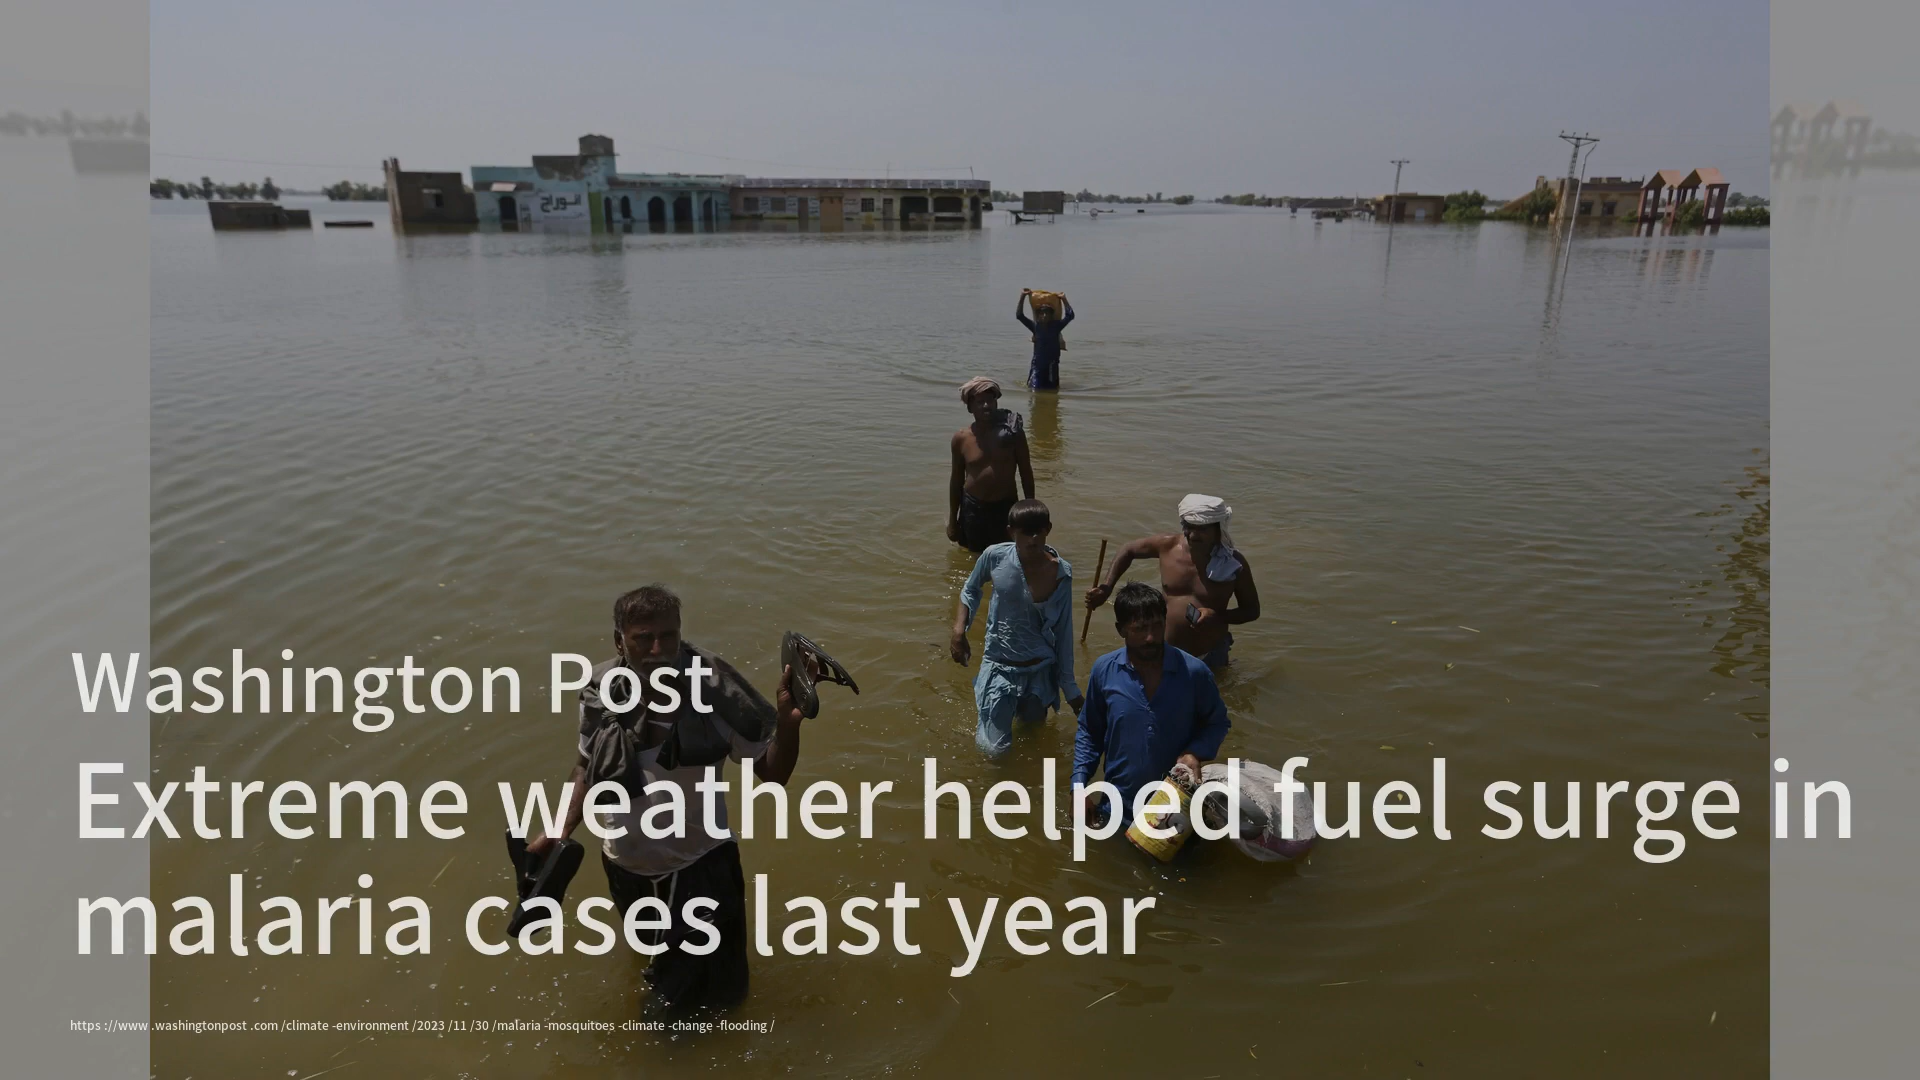 Washington Post
Extreme weather helped fuel surge in
malaria cases last year
https ://www .washingtonpost .com /climate -environment /2023 /11 /30 /malaria -mosquitoes -climate -change -flooding /